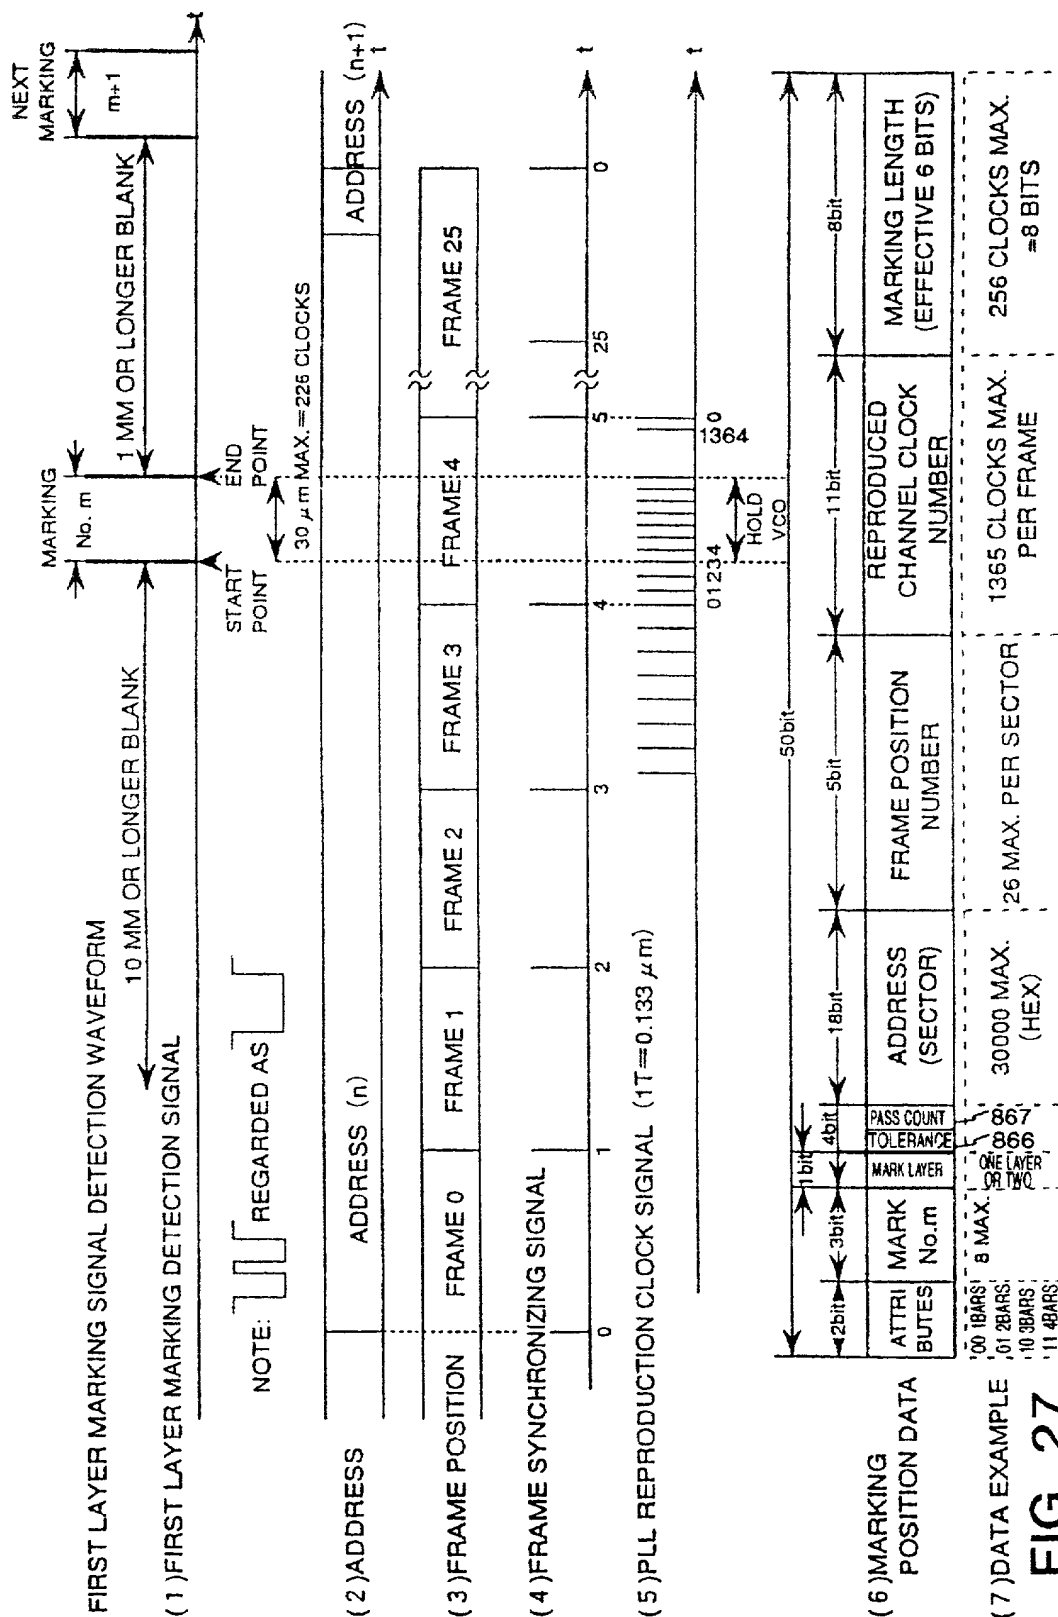 FIRST LAYER MARKING SIGNAL DETECTION WAVEFORM
MARKING
No. m
NEXT
MARKING
m+1
10 MM OR LONGER BLANK
1 MM OR LONGER BLANK
(1)FIRST LAYER MARKING DETECTION SIGNAL
t
START
POINT
END
POINT
NOTE:
REGARDED AS
30 μm MAX.=226 CLOCKS
(2)ADDRESS
ADDRESS (n)
ADDRESS (n+1)
t
(3)FRAME POSITION
FRAME 0
FRAME 1
FRAME 2
FRAME 3
FRAME 4
FRAME 25
(4)FRAME SYNCHRONIZING SIGNAL
0
1
2
3
4
5
25
0
t
(5)PLL REPRODUCTION CLOCK SIGNAL (1T=0.133 μm)
01234
1364
0
t
HOLD
VCO
50bit
2bit
3bit
1bit
4bit
18bit
5bit
11bit
8bit
(6)MARKING
POSITION DATA
ATTRI
BUTES
MARK
No.m
MARK LAYER
TOLERANCE
PASS COUNT
ADDRESS
(SECTOR)
FRAME POSITION
NUMBER
REPRODUCED
CHANNEL CLOCK
NUMBER
MARKING LENGTH
(EFFECTIVE 6 BITS)
(7)DATA EXAMPLE
00 1BARS
01 2BARS
10 3BARS
11 4BARS
8 MAX.
ONE LAYER
OR TWO
866
867
30000 MAX.
(HEX)
26 MAX. PER SECTOR
1365 CLOCKS MAX.
PER FRAME
256 CLOCKS MAX.
=8 BITS
FIG. 27